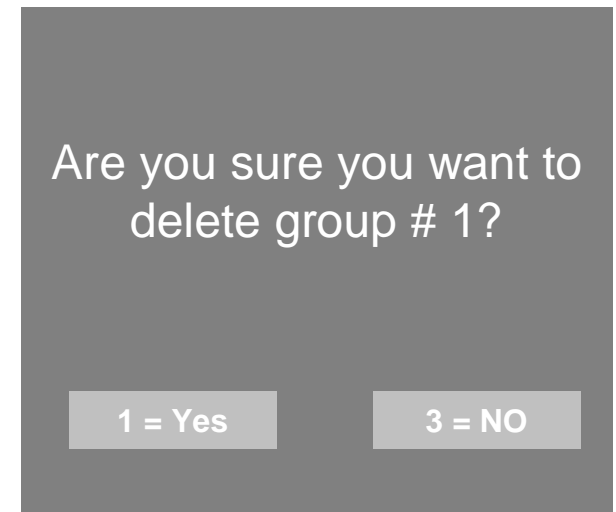 Are you sure you want to
delete group # 1?
1 = Yes
3 = NO